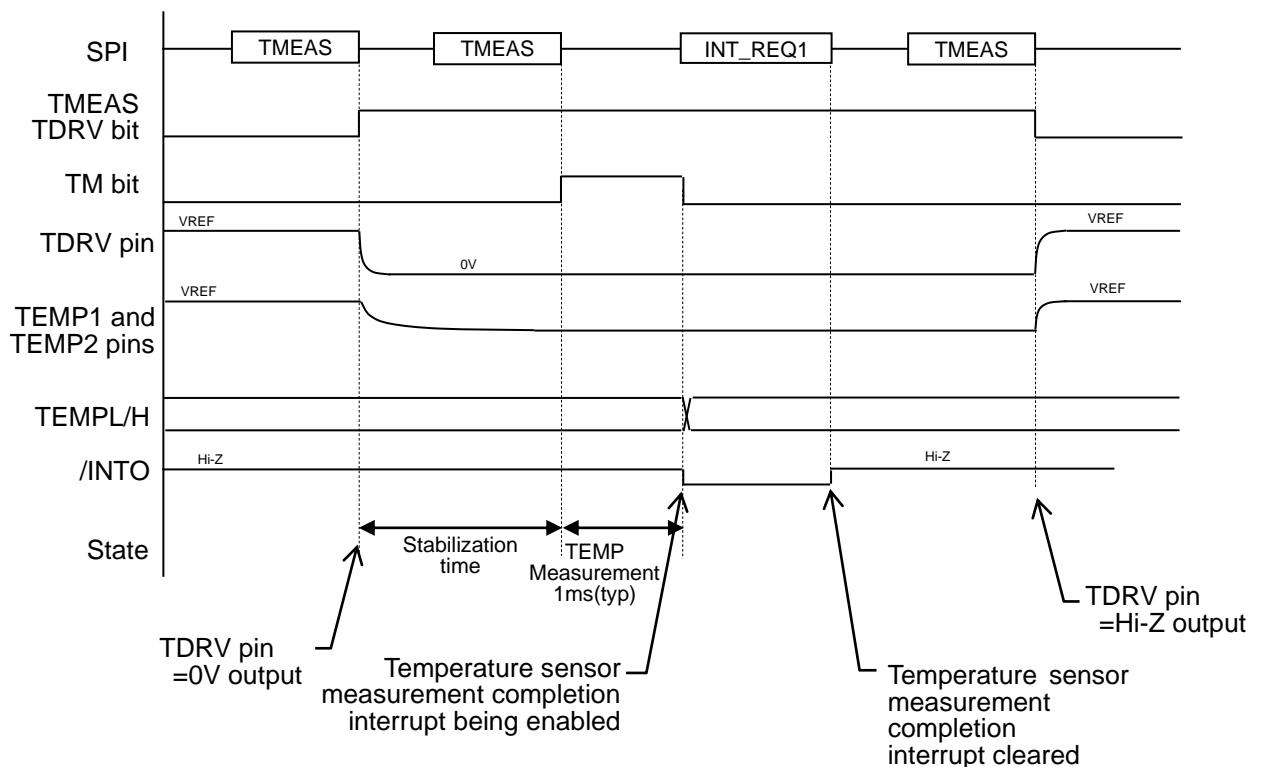 SPI
TMEAS
TMEAS
INT_REQ1
TMEAS
TMEAS
TDRV bit
TM bit
VREF
VREF
TDRV pin
0V
VREF
VREF
TEMP1 and
TEMP2 pins
TEMPL/H
/INTO
Hi-Z
Hi-Z
State
Stabilization
time
TEMP
Measurement
1ms(typ)
TDRV pin
=0V output
Temperature sensor
measurement completion
interrupt being enabled
Temperature sensor
measurement
completion
interrupt cleared
TDRV pin
=Hi-Z output